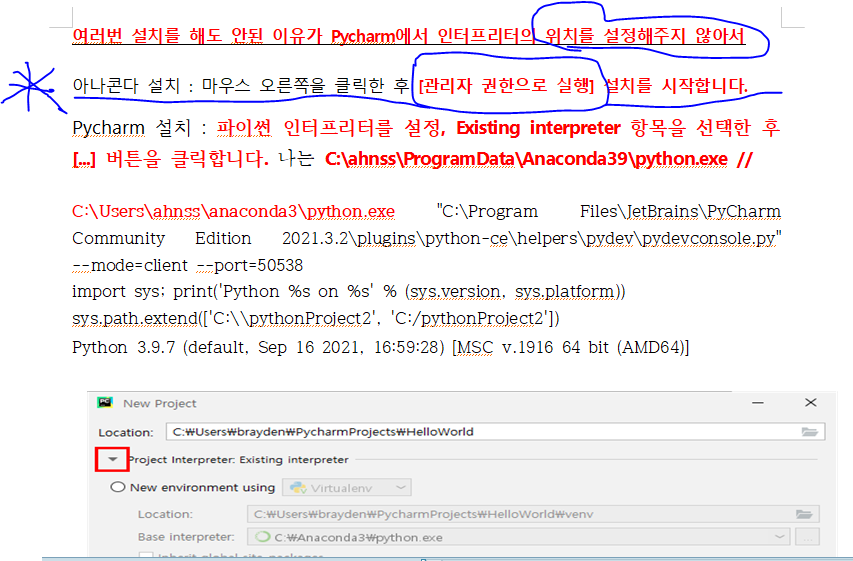 여러번 설치를 해도 안된 이유가 Pycharm에서 인터프리터의 위치를 설정해주지 않아서
아나콘다 설치 : 마우스 오른쪽을 클릭한 후 [관리자 권한으로 실행] 설치를 시작합니다.
Pycharm 설치 : 파이썬 인터프리터를 설정, Existing interpreter 항목을 선택한 후
[...] 버튼을 클릭합니다. 나는 C:\ahnss\ProgramData\Anaconda39\python.exe //
C:\Users\ahnss\anaconda3\python.exe "C:\Program Files\JetBrains\PyCharm
Community Edition 2021.3.2\plugins\python-ce\helpers\pydev\pydevconsole.py"
--mode=client --port=50538
import sys; print('Python %s on %s' % (sys.version, sys.platform))
sys.path.extend(['C:\\pythonProject2', 'C:/pythonProject2'])
Python 3.9.7 (default, Sep 16 2021, 16:59:28) [MSC v.1916 64 bit (AMD64)]
PC New Project
Location: C:₩Users₩brayden₩PycharmProjects₩HelloWorld
Project Interpreter: Existing interpreter
New environment using Virtualenv
Location: C:₩Users₩brayden₩PycharmProjects₩HelloWorld₩venv
Base interpreter: C:₩Anaconda3₩python.exe ...
Inherit global site-packages